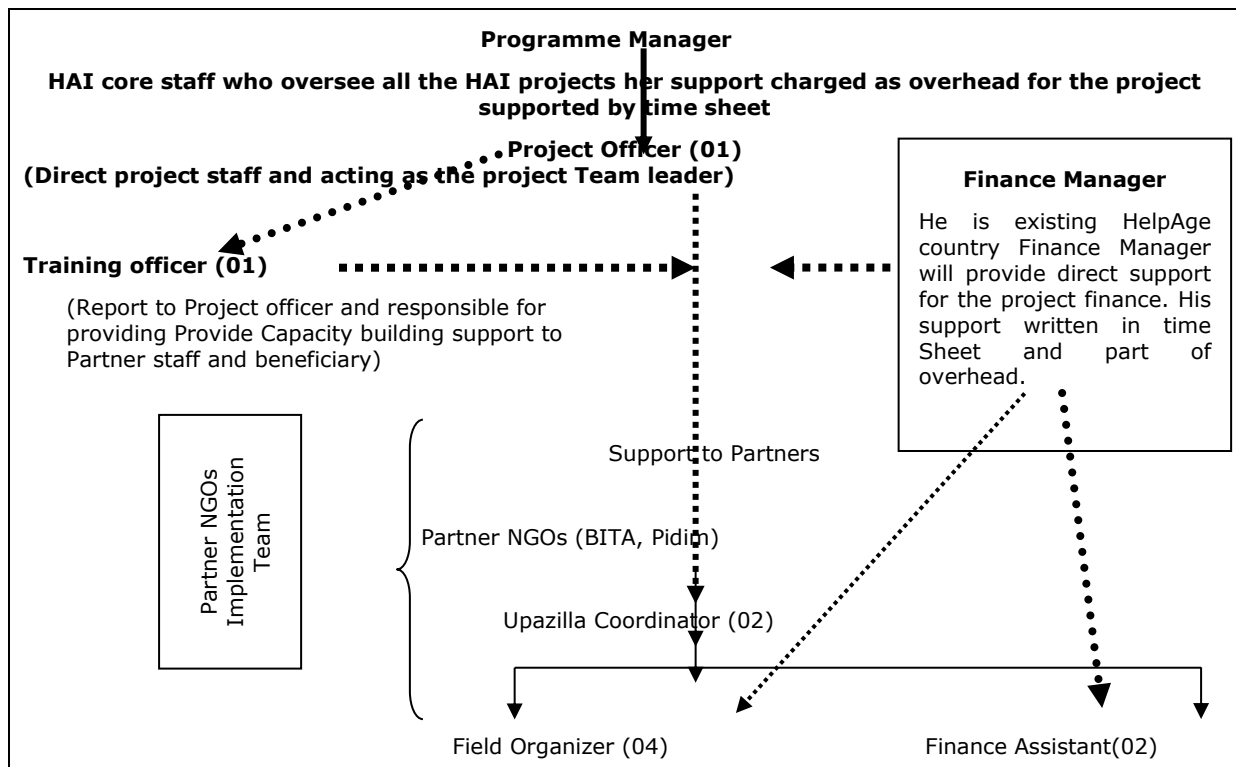 Programme Manager
HAI core staff who oversee all the HAI projects her support charged as overhead for the project
supported by time sheet
Project Officer (01)
(Direct project staff and acting as the project Team leader)
Finance Manager
He is existing HelpAge
country Finance Manager
will provide direct support
for the project finance. His
support written in time
Sheet and part of
overhead.
Training officer (01)
(Report to Project officer and responsible for
providing Provide Capacity building support to
Partner staff and beneficiary)
Partner NGOs
Implementation
Team
Support to Partners
Partner NGOs (BITA, Pidim)
Upazilla Coordinator (02)
Field Organizer (04)
Finance Assistant(02)